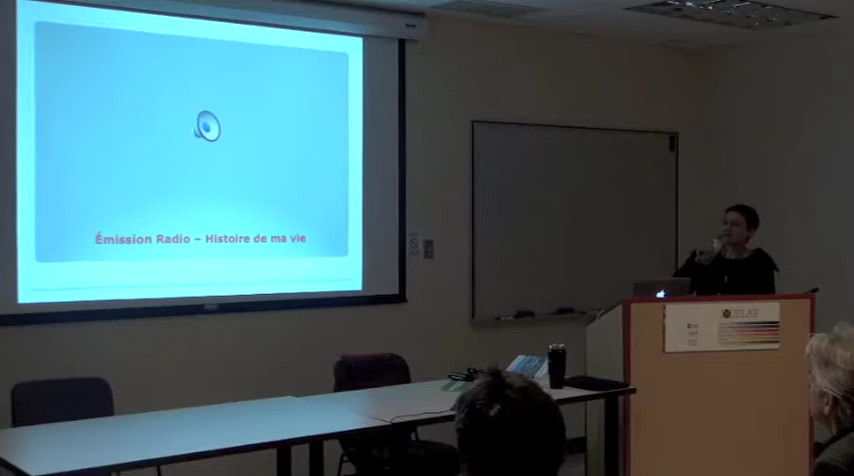 Émission Radio – Histoire de ma vie
CELAT